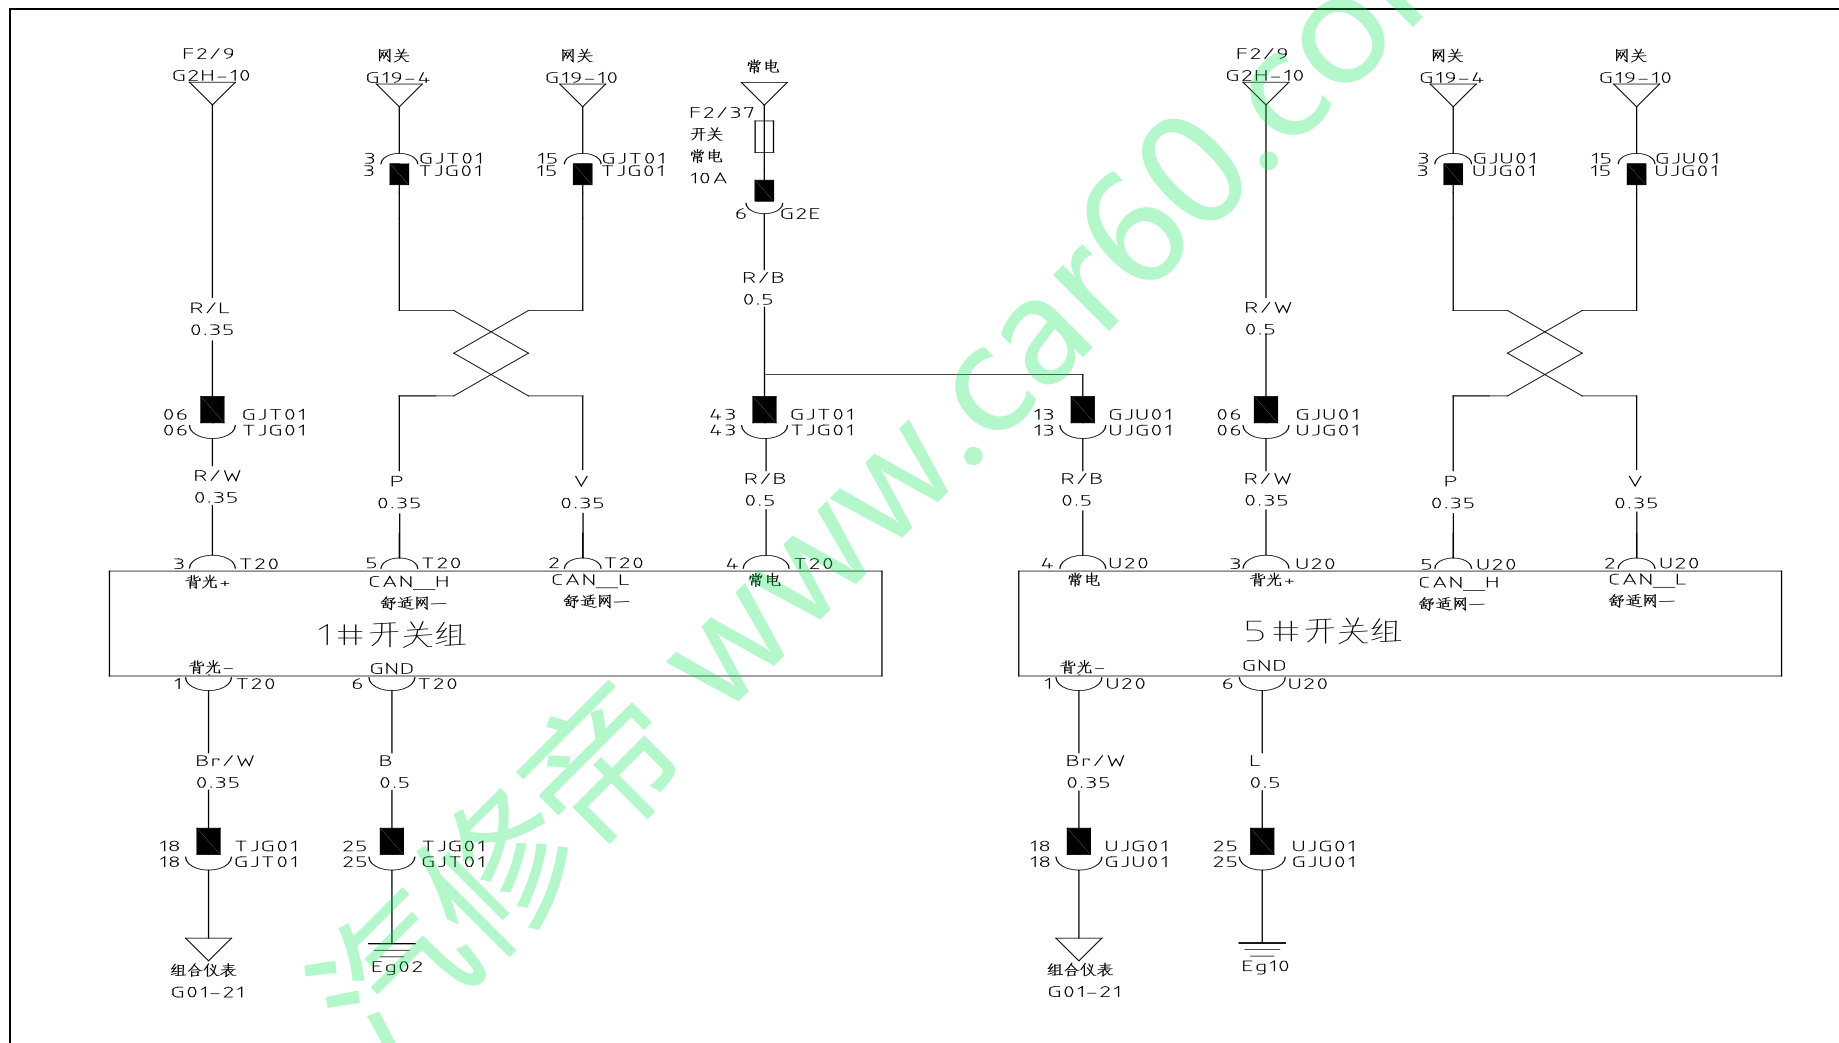 F2/9
G2H-10
网关
G19-4
网关
G19-10
常电
F2/37
开关
常电
10A
6 G2E
3 GJT01
3 TJG01
15 GJT01
15 TJG01
R/L
0.35
R/B
0.5
06 GJT01
06 TJG01
43 GJT01
43 TJG01
R/W
0.35
P
0.35
V
0.35
R/B
0.5
3 T20
背光+
5 T20
CAN_H
舒适网一
2 T20
CAN_L
舒适网一
4 T20
常电
1#开关组
背光-
1 T20
GND
6 T20
Br/W
0.35
B
0.5
18 TJG01
18 GJT01
25 TJG01
25 GJT01
组合仪表
G01-21
Eg02
F2/9
G2H-10
网关
G19-4
网关
G19-10
3 GJU01
3 UJG01
15 GJU01
15 UJG01
R/W
0.5
13 GJU01
13 UJG01
06 GJU01
06 UJG01
R/B
0.5
R/W
0.35
P
0.35
V
0.35
4 U20
常电
3 U20
背光+
5 U20
CAN_H
舒适网一
2 U20
CAN_L
舒适网一
5#开关组
背光-
1 U20
GND
6 U20
Br/W
0.35
L
0.5
18 UJG01
18 GJU01
25 UJG01
25 GJU01
组合仪表
G01-21
Eg10
汽修帝 www.car60.co